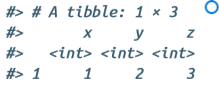 #> # A tibble: 1 × 3
#>       x     y     z
#>   <int> <int> <int>
#> 1     1     2     3